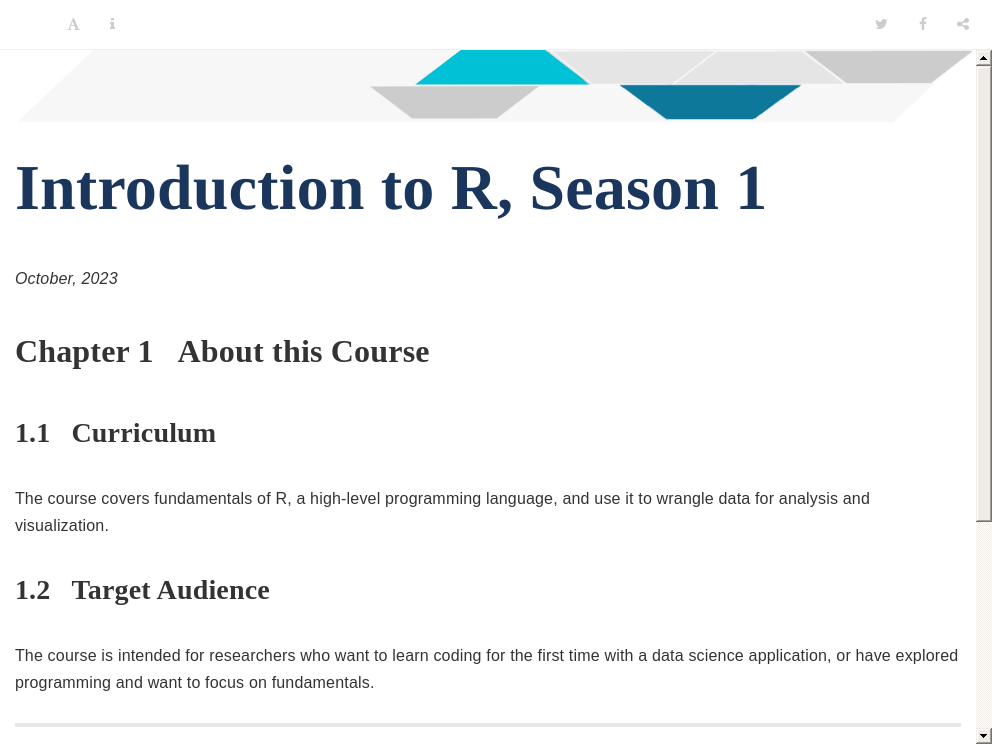 Introduction to R, Season 1
October, 2023
Chapter 1 About this Course
1.1 Curriculum
The course covers fundamentals of R, a high-level programming language, and use it to wrangle data for analysis and
visualization.
1.2 Target Audience
The course is intended for researchers who want to learn coding for the first time with a data science application, or have explored
programming and want to focus on fundamentals.